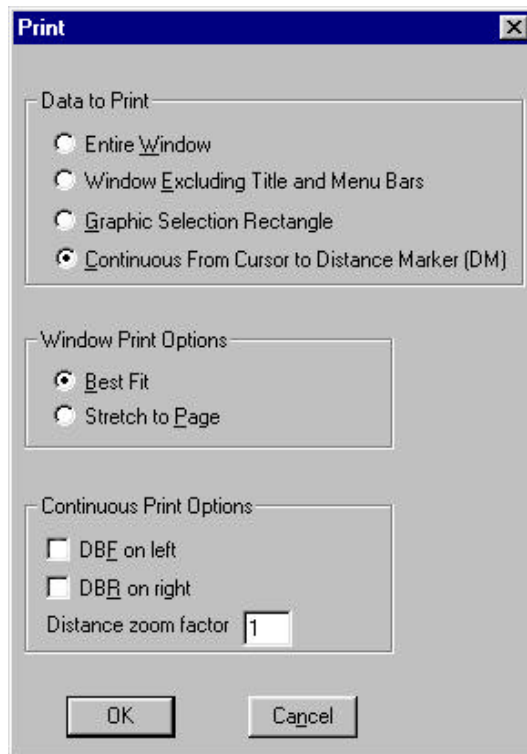 Print
Data to Print
Entire Window
Window Excluding Title and Menu Bars
Graphic Selection Rectangle
Continuous From Cursor to Distance Marker (DM)
Window Print Options
Best Fit
Stretch to Page
Continuous Print Options
DBF on left
DBR on right
Distance zoom factor 1
OK Cancel